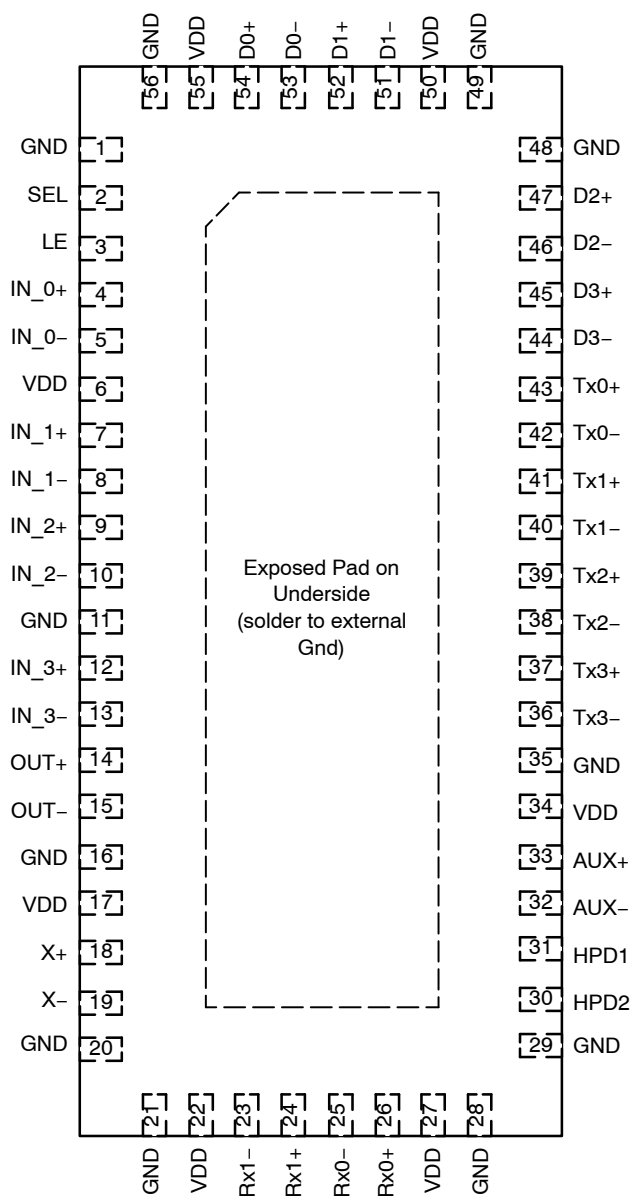 GND VDD D0+ D0− D1+ D1− VDD GND
56 55 54 53 52 51 50 49
GND 1 48 GND
SEL 2 47 D2+
LE 3 46 D2−
IN_0+ 4 45 D3+
IN_0− 5 44 D3−
VDD 6 43 Tx0+
IN_1+ 7 42 Tx0−
IN_1− 8 41 Tx1+
IN_2+ 9 40 Tx1−
IN_2− 10 39 Tx2+
GND 11 38 Tx2−
IN_3+ 12 37 Tx3+
IN_3− 13 36 Tx3−
OUT+ 14 35 GND
OUT− 15 34 VDD
GND 16 33 AUX+
VDD 17 32 AUX−
X+ 18 31 HPD1
X− 19 30 HPD2
GND 20 29 GND
Exposed Pad on
Underside
(solder to external
Gnd)
21 22 23 24 25 26 27 28
GND VDD Rx1− Rx1+ Rx0− Rx0+ VDD GND